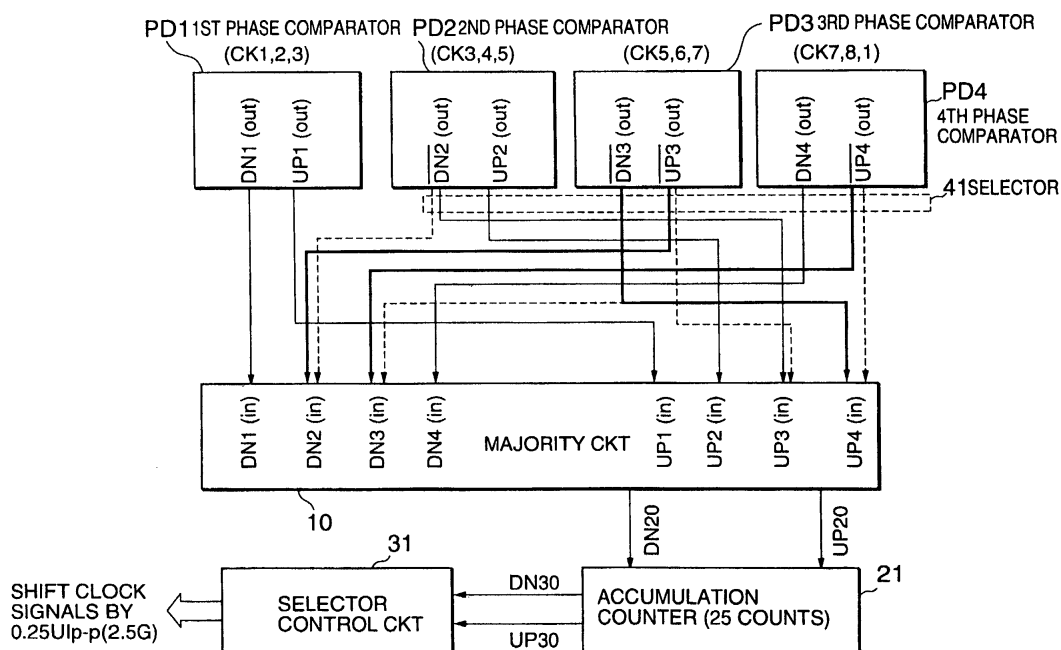 PD1 1ST PHASE COMPARATOR
(CK1,2,3)
PD2 2ND PHASE COMPARATOR
(CK3,4,5)
PD3 3RD PHASE COMPARATOR
(CK5,6,7)
(CK7,8,1)
PD4
4TH PHASE
COMPARATOR
DN1 (out)
UP1 (out)
DN2 (out)
UP2 (out)
DN3 (out)
UP3 (out)
DN4 (out)
UP4 (out)
41 SELECTOR
DN1 (in)
DN2 (in)
DN3 (in)
DN4 (in)
MAJORITY CKT
UP1 (in)
UP2 (in)
UP3 (in)
UP4 (in)
10
DN20
UP20
31
21
SHIFT CLOCK
SIGNALS BY
0.25UIp-p(2.5G)
SELECTOR
CONTROL CKT
DN30
UP30
ACCUMULATION
COUNTER (25 COUNTS)